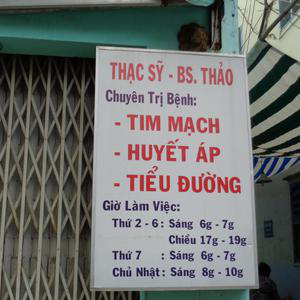 THẠC SỸ - BS. THẢO
Chuyên Trị Bệnh:
- TIM MẠCH
- HUYẾT ÁP
- TIỂU ĐƯỜNG
Giờ Làm Việc:
Thứ 2 - 6 : Sáng 6g - 7g
Chiều 17g - 19g
Thứ 7 : Sáng 6g - 7g
Chủ Nhật : Sáng 8g - 10g